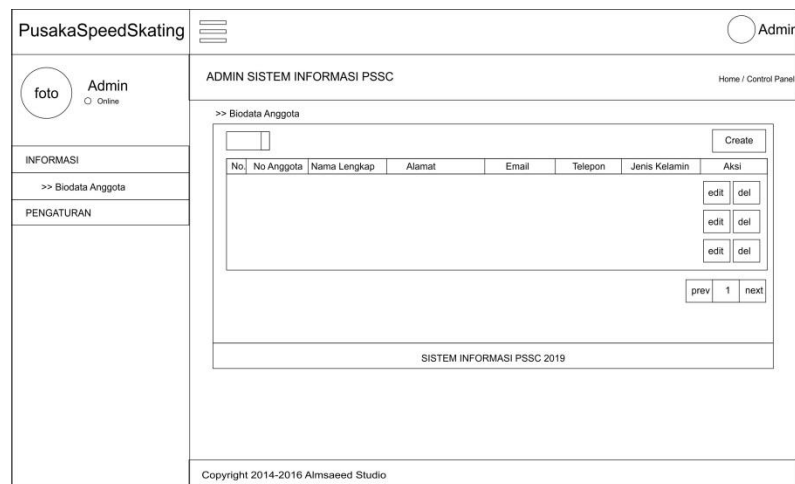 PusakaSpeedSkating
Admin
foto
Admin
Online
INFORMASI
>> Biodata Anggota
PENGATURAN
ADMIN SISTEM INFORMASI PSSC
Home / Control Panel
>> Biodata Anggota
Create
No. No Anggota Nama Lengkap Alamat Email Telepon Jenis Kelamin Aksi
edit del
edit del
edit del
prev 1 next
SISTEM INFORMASI PSSC 2019
Copyright 2014-2016 Almsaeed Studio